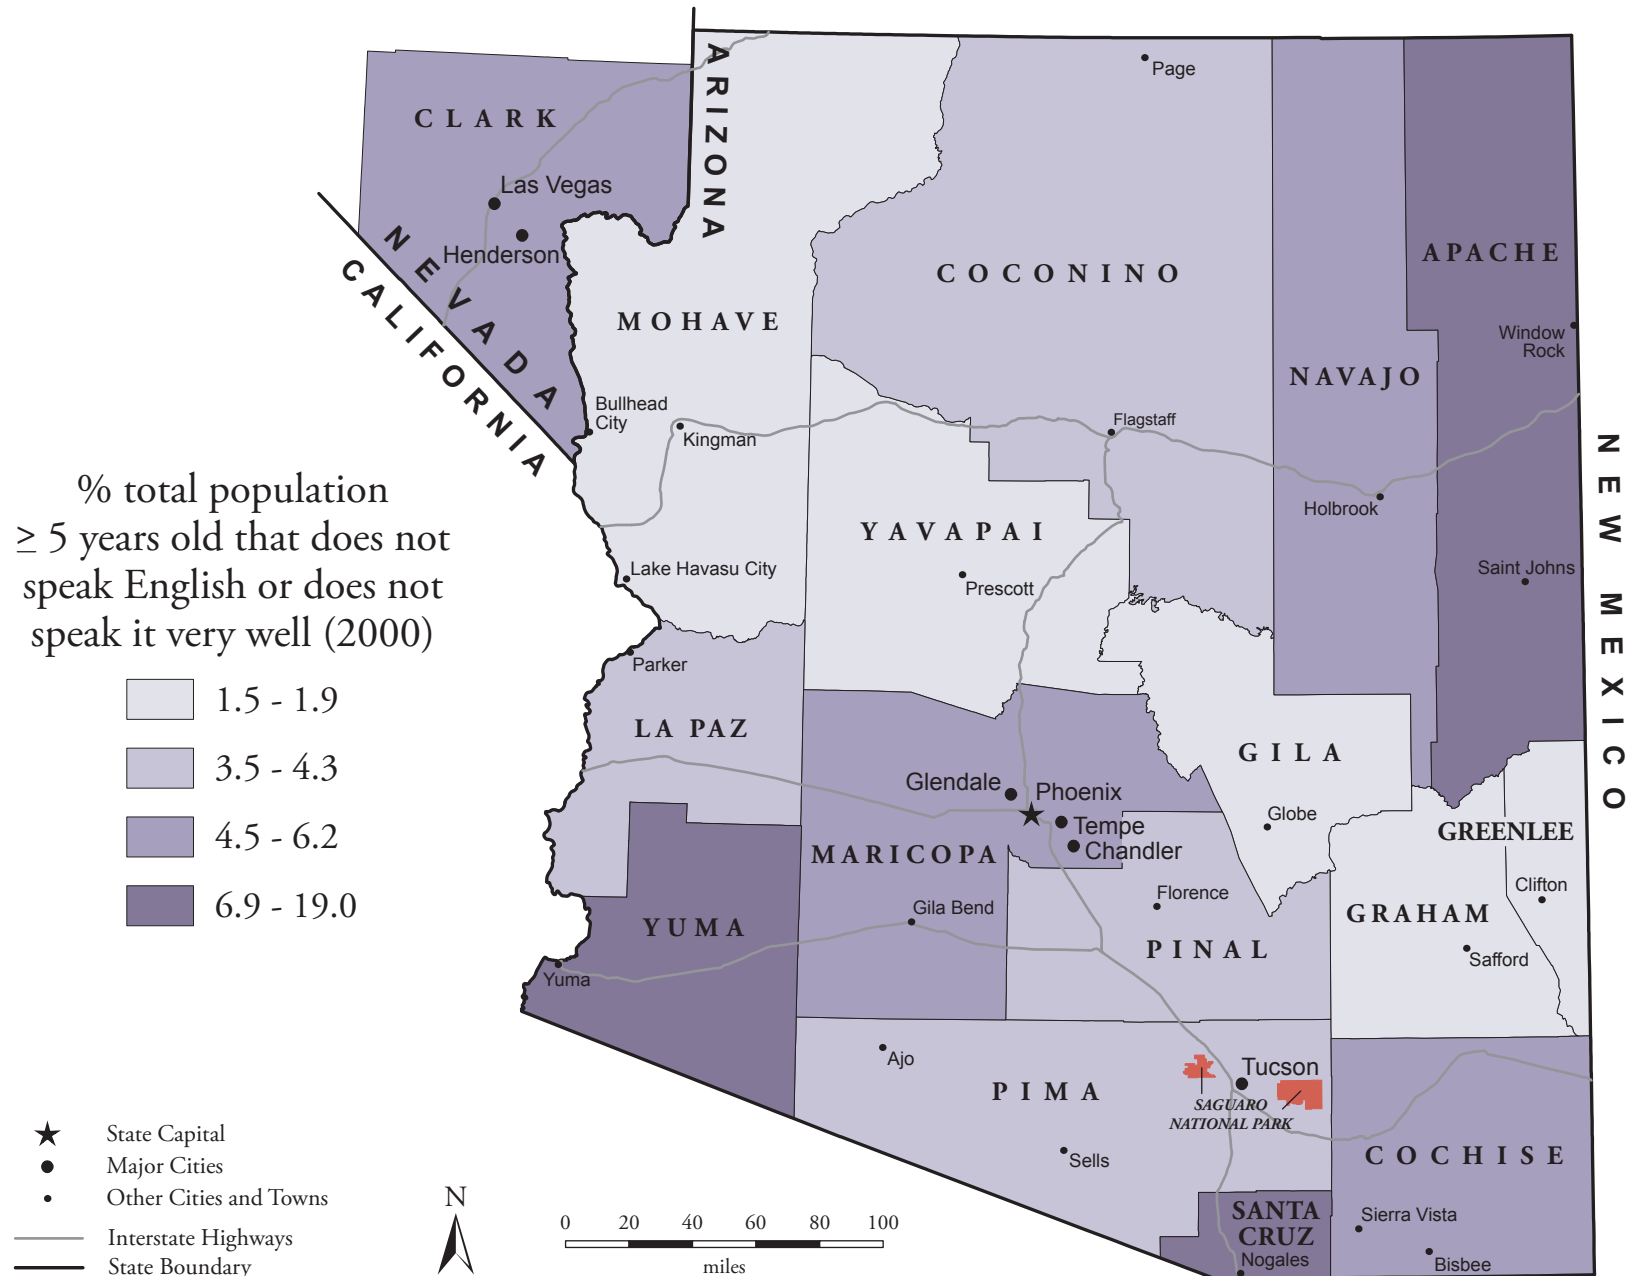 ARIZONA
Page
CLARK
Las Vegas
Henderson
NEVADA
CALIFORNIA
APACHE
COCONINO
MOHAVE
Window
Rock
NAVAJO
Bullhead
City
Kingman
Flagstaff
NEW MEXICO
Holbrook
YAVAPAI
Prescott
Lake Havasu City
Saint Johns
Parker
LA PAZ
GILA
Glendale
Phoenix
Tempe
Chandler
Globe
GREENLEE
MARICOPA
Clifton
Florence
Gila Bend
GRAHAM
YUMA
PINAL
Safford
Yuma
Ajo
Tucson
PIMA
SAGUARO
NATIONAL PARK
Sells
COCHISE
SANTA
CRUZ
Nogales
Sierra Vista
Bisbee
% total population
≥ 5 years old that does not
speak English or does not
speak it very well (2000)
1.5 - 1.9
3.5 - 4.3
4.5 - 6.2
6.9 - 19.0
State Capital
Major Cities
Other Cities and Towns
Interstate Highways
State Boundary
N
0 20 40 60 80 100
miles